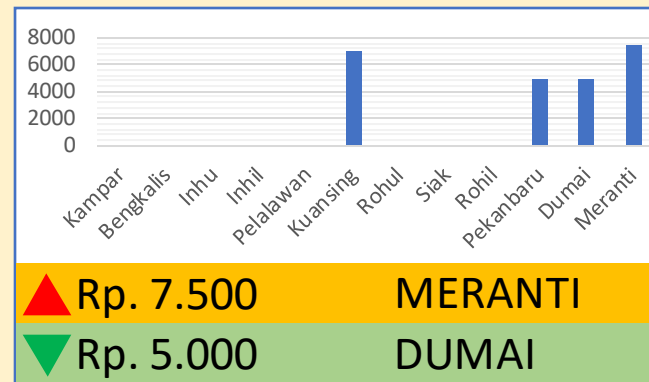 8000
6000
4000
2000
0
Kampar
Bengkalis
Inhu
Inhil
Pelalawan
Kuansing
Rohul
Siak
Rohil
Pekanbaru
Dumai
Meranti
Rp. 7.500 MERANTI
Rp. 5.000 DUMAI